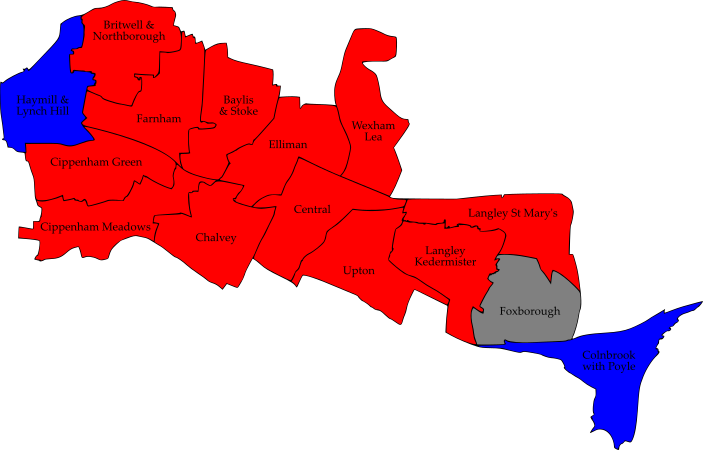 Britwell &
Northborough
Haymill &
Lynch Hill
Farnham
Baylis
& Stoke
Elliman
Wexham
Lea
Cippenham Green
Cippenham Meadows
Chalvey
Central
Upton
Langley St Mary's
Langley
Kedermister
Foxborough
Colnbrook
with Poyle